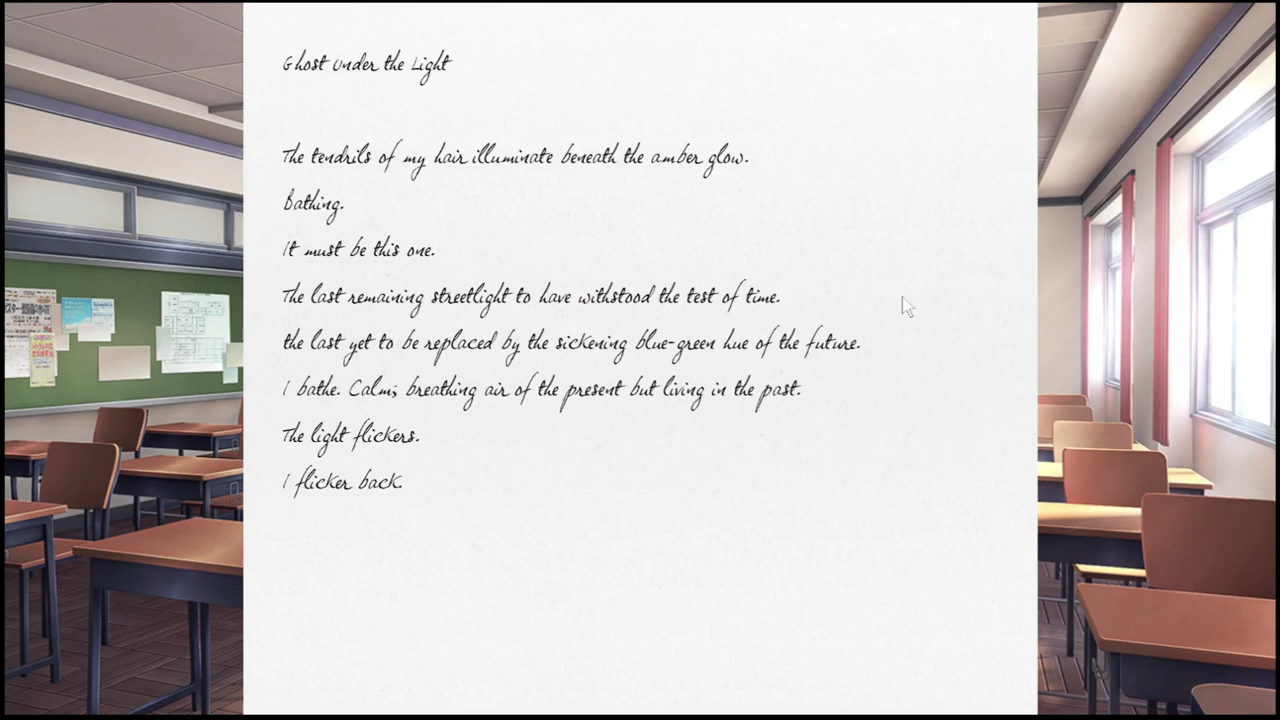 Ghost Under the Light
The tendrils of my hair illuminate beneath the amber glow.
Bathing.
It must be this one.
The last remaining streetlight to have withstood the test of time.
the last yet to be replaced by the sickening blue-green hue of the future.
I bathe. Calm; breathing air of the present but living in the past.
The light flickers.
I flicker back.